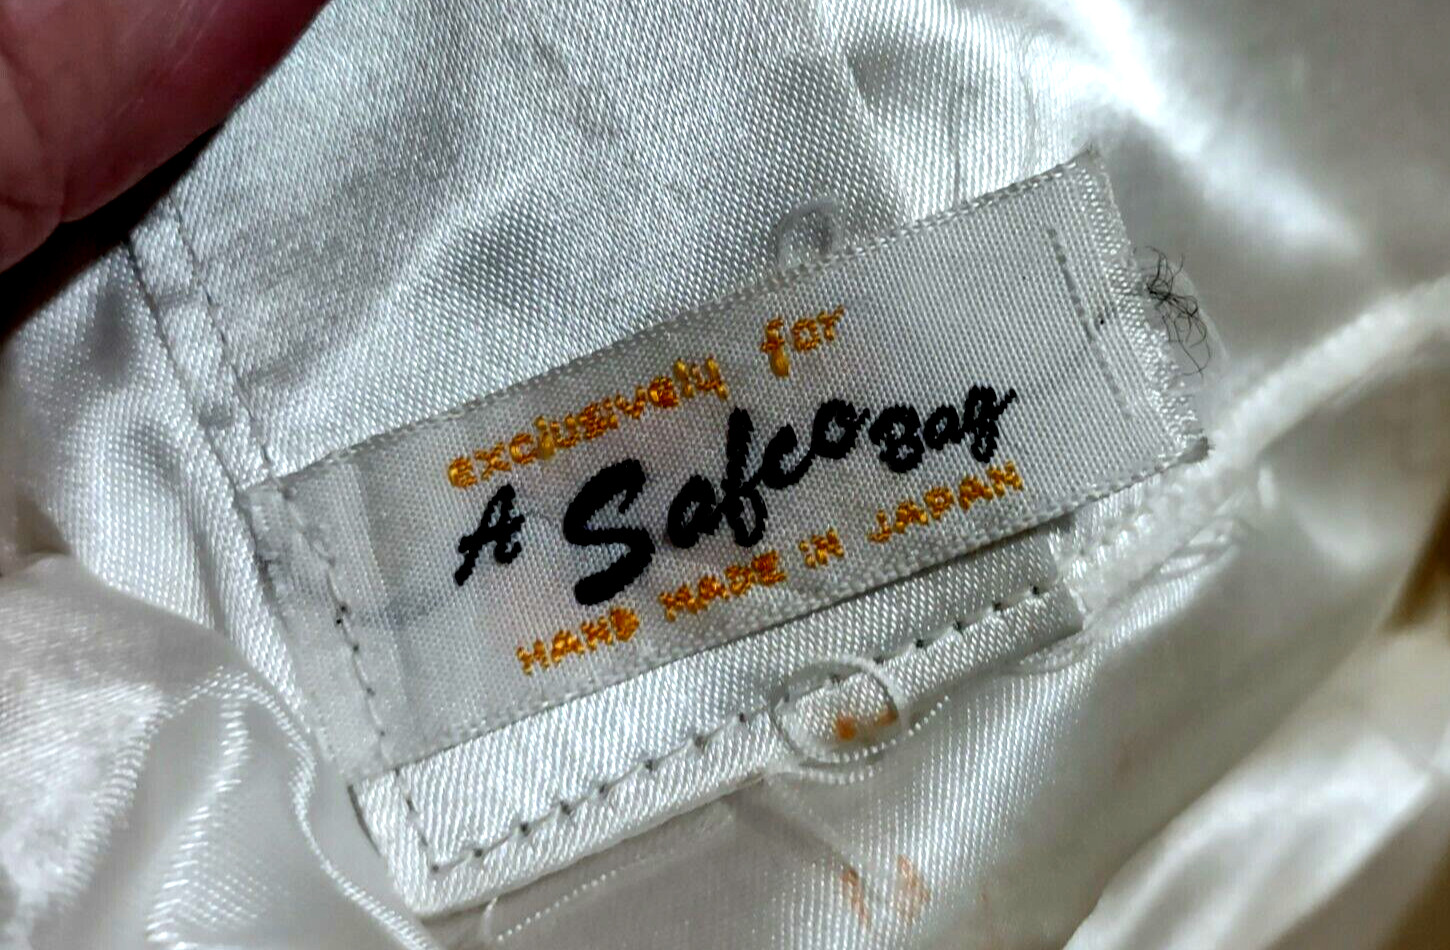 exclusively for
A Safco Bag
HAND MADE iN JAPAN